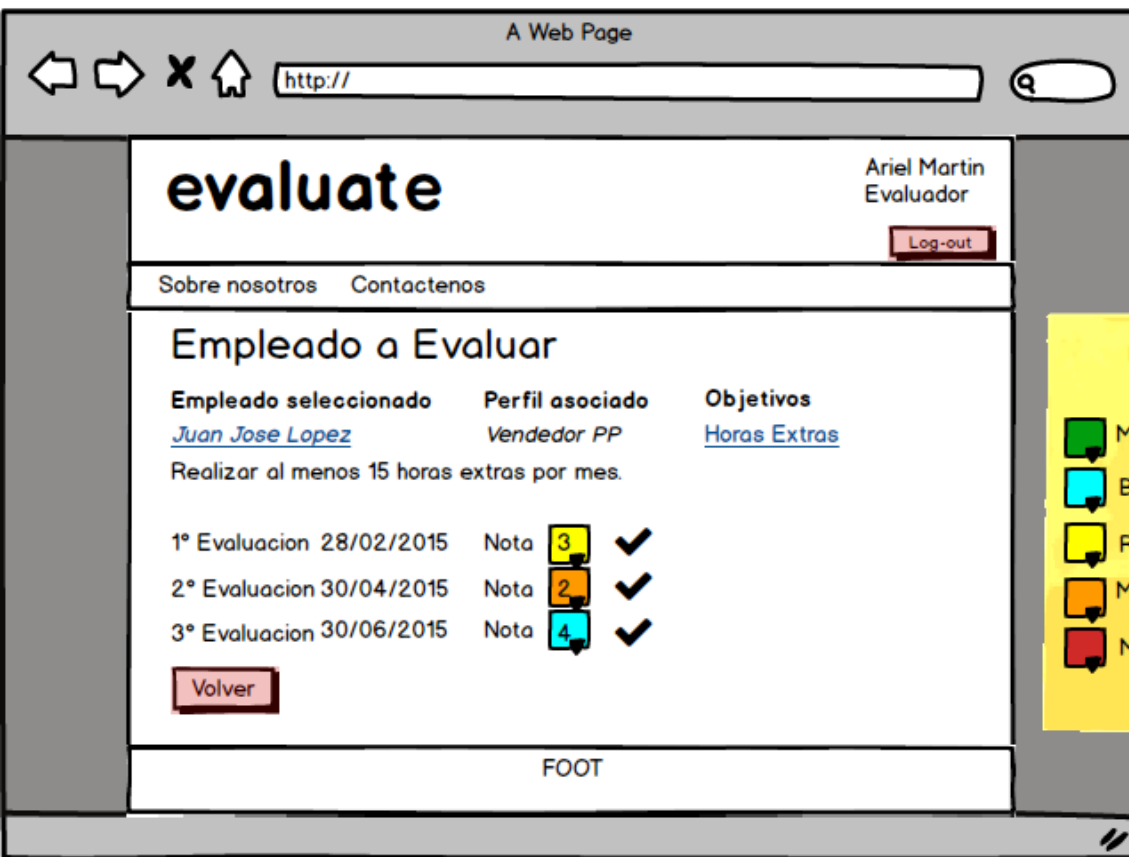 A Web Page
http://
evaluate
Ariel Martin
Evaluador
Log-out
Sobre nosotros Contactenos
Empleado a Evaluar
Empleado seleccionado Perfil asociado Objetivos
Juan Jose Lopez Vendedor PP Horas Extras
Realizar al menos 15 horas extras por mes.
1° Evaluacion 28/02/2015 Nota 3
2° Evaluacion 30/04/2015 Nota 2
3° Evaluacion 30/06/2015 Nota 4
Volver
FOOT